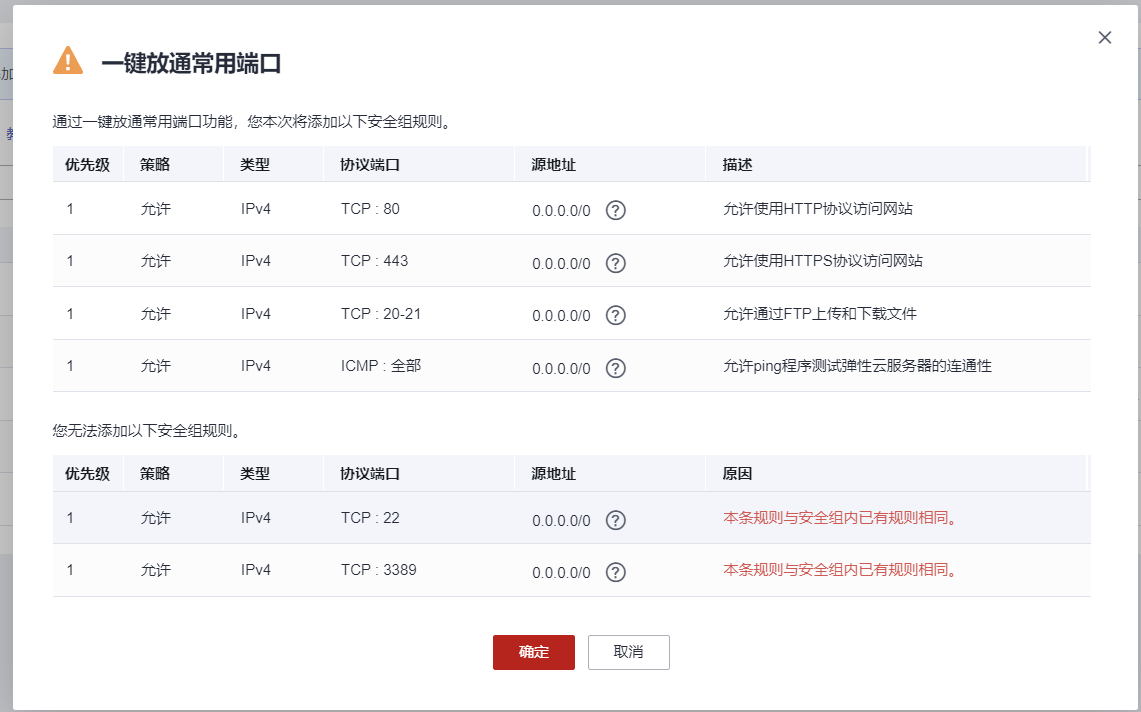 一键放通常用端口
通过一键放通常用端口功能，您本次将添加以下安全组规则。
优先级 策略 类型 协议端口 源地址 描述
1 允许 IPv4 TCP : 80 0.0.0.0/0 ? 允许使用HTTP协议访问网站
1 允许 IPv4 TCP : 443 0.0.0.0/0 ? 允许使用HTTPS协议访问网站
1 允许 IPv4 TCP : 20-21 0.0.0.0/0 ? 允许通过FTP上传和下载文件
1 允许 IPv4 ICMP : 全部 0.0.0.0/0 ? 允许ping程序测试弹性云服务器的连通性
您无法添加以下安全组规则。
优先级 策略 类型 协议端口 源地址 原因
1 允许 IPv4 TCP : 22 0.0.0.0/0 ? 本条规则与安全组内已有规则相同。
1 允许 IPv4 TCP : 3389 0.0.0.0/0 ? 本条规则与安全组内已有规则相同。
确定 取消